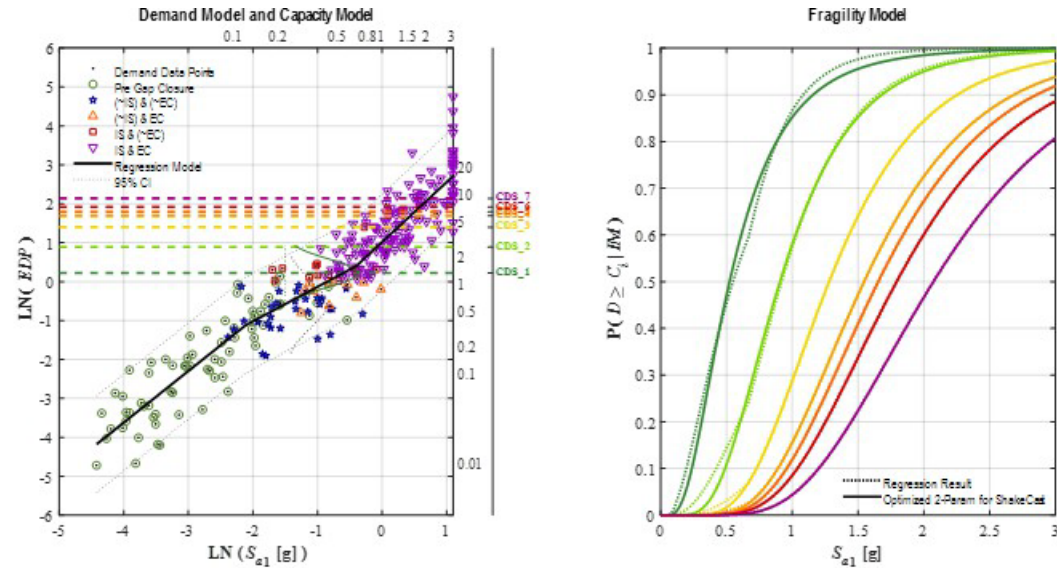 Demand Model and Capacity Model
0.1 0.2 0.5 0.81 1.5 2 3
6
5
4
3
2
1
0
-1
-2
-3
-4
-5
-6
Demand Data Points
Pre Gap Closure
(~IS) & (~EC)
(~IS) & EC
IS & (~EC)
IS & EC
Regression Model
95% CI
20
10
5
2
1
0.5
0.2
0.1
0.01
CDS_7
CDS_6
CDS_3
CDS_2
CDS_1
LN( EDP)
-5 -4 -3 -2 -1 0 1
LN (Sa1 [g])
Fragility Model
1
0.9
0.8
0.7
0.6
0.5
0.4
0.3
0.2
0.1
0
P( D ≥ Ci | IM)
Regression Result
Optimized 2-Param for ShakeCast
0 0.5 1 1.5 2 2.5 3
Sa1 [g]